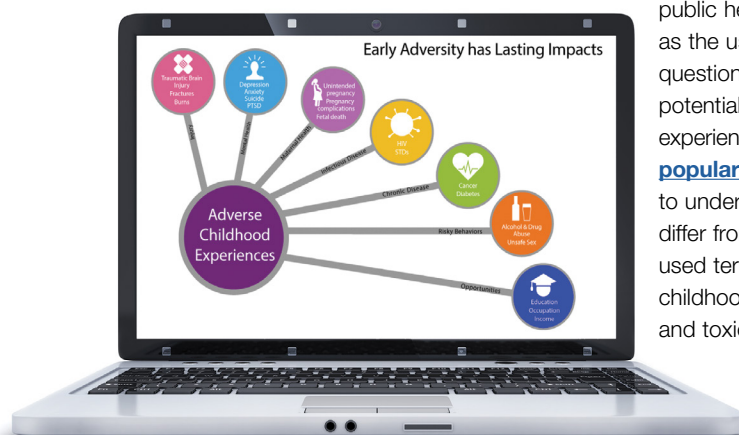 Early Adversity has Lasting Impacts
Traumatic Brain
Injury
Fractures
Burns
Depression
Anxiety
Suicide
PTSD
Unintended
pregnancy
Pregnancy
complications
Fetal death
HIV
STDs
Cancer
Diabetes
Alcohol & Drug
Abuse
Unsafe Sex
Education
Occupation
Income
Injury
Mental Health
Maternal Health
Infectious Disease
Chronic Disease
Risky Behaviors
Opportunities
Adverse
Childhood
Experiences
public he
as the us
question
potential
experien
popular
to under
differ fro
used ter
childhoo
and toxic